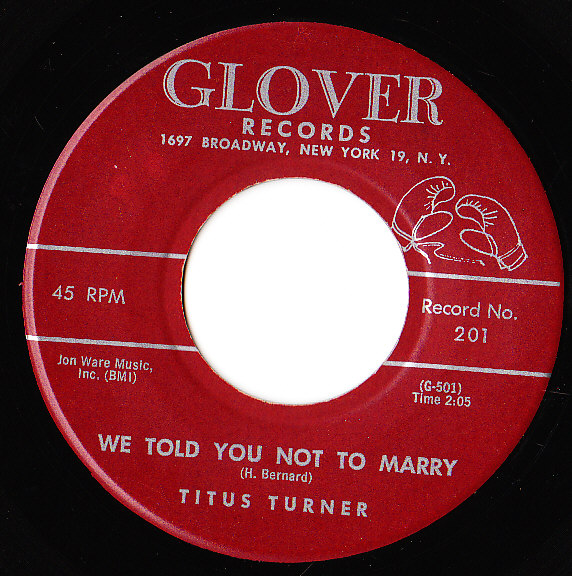 GLOVER
RECORDS
1697 BROADWAY, NEW YORK 19, N. Y.
45 RPM
Record No.
201
Jon Ware Music,
Inc. (BMI)
(G-501)
Time 2:05
WE TOLD YOU NOT TO MARRY
(H. Bernard)
TITUS TURNER